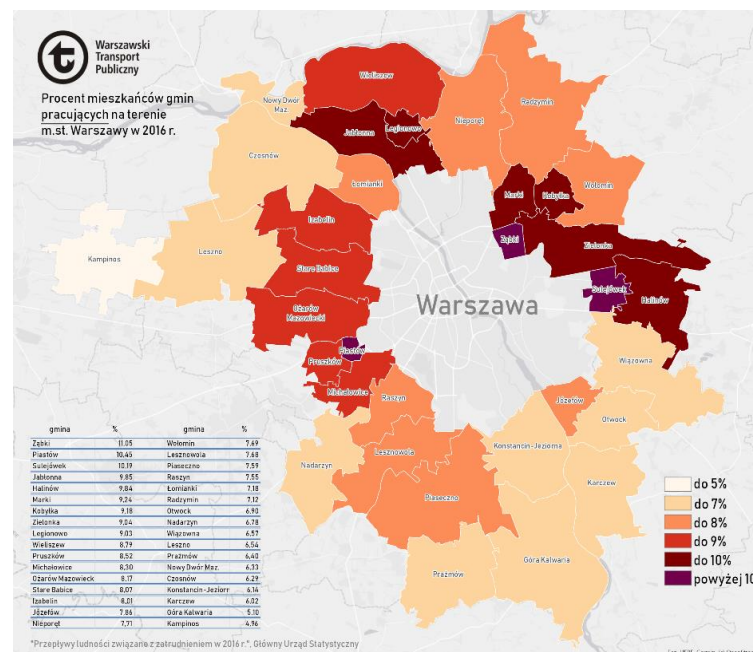 Warszawski
Transport
Publiczny
Procent mieszkańców gmin
pracujących na terenie
m.st. Warszawy w 2016 r.
Wieliszew
Nowy Dwór
Maz.
Jabłonna
Legionowo
Nieporęt
Radzymin
Czosnów
Łomianki
Marki
Kobyłka
Wołomin
Izabelin
Ząbki
Zielonka
Kampinos
Leszno
Stare Babice
Sulejówek
Halinów
Warszawa
Ożarów
Mazowiecki
Piastów
Pruszków
Wiązowna
Michałowice
Raszyn
Józefów
Otwock
Nadarzyn
Lesznowola
Konstancin-Jeziorna
Karczew
Piaseczno
Góra Kalwaria
Prażmów
gmina % gmina %
Ząbki 11.05 Wołomin 7.69
Piastów 10.45 Lesznowola 7.68
Sulejówek 10.19 Piaseczno 7.59
Jabłonna 9.85 Raszyn 7.55
Halinów 9.84 Łomianki
Marki 9.24 Radzymin 7.12
Kobyłka 9.18 Otwock 6.90
Zielonka 9.04 Nadarzyn 6.78
Legionowo 9.03 Wiązowna 6.57
Wieliszew 8.79 Leszno 6.54
Pruszków 8.52 Prażmów 6.40
Michałowice 8.30 Nowy Dwór Maz. 6.33
Ożarów Mazowieck 8.17 Czosnów 6.29
Stare Babice 8.07 Konstancin-Jeziorr 6.14
Izabelin 8.01 Karczew 6.02
Józefów 7.86 Góra Kalwaria 5.10
Nieporęt 7.71 Kampinos 4.96
do 5%
do 7%
do 8%
do 9%
do 10%
powyżej 10
"Przepływy ludności związane z zatrudnieniem w 2016 r.", Główny Urząd Statystyczny